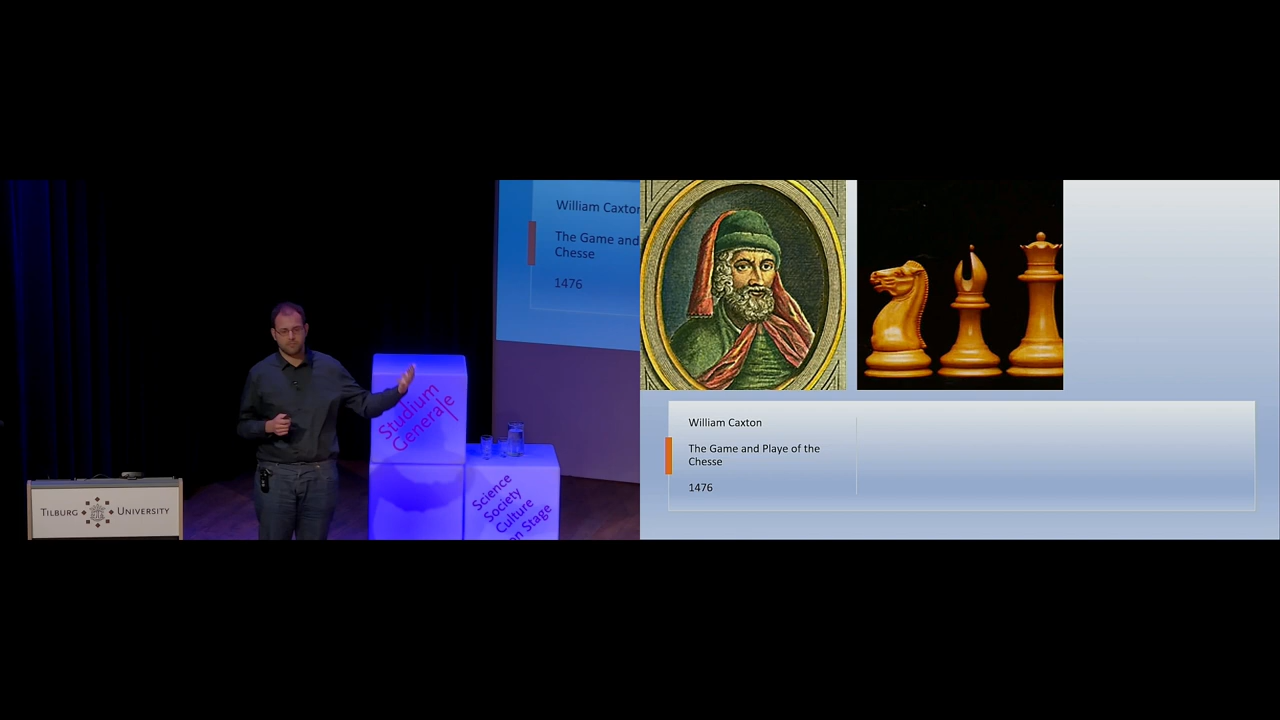 William Caxton
The Game and
Chesse
1476
Studium
Generale
Science
Society
Culture
on Stage
TILBURG UNIVERSITY
William Caxton
The Game and Playe of the
Chesse
1476